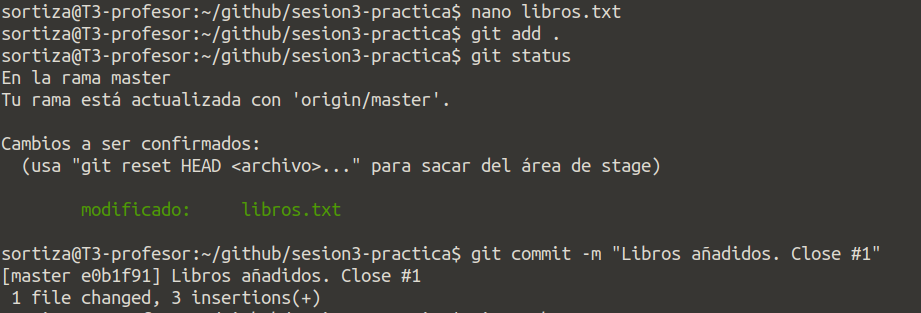 sortiza@T3-profesor:~/github/sesion3-practica$ nano libros.txt
sortiza@T3-profesor:~/github/sesion3-practica$ git add .
sortiza@T3-profesor:~/github/sesion3-practica$ git status
En la rama master
Tu rama está actualizada con 'origin/master'.
Cambios a ser confirmados:
  (usa "git reset HEAD <archivo>..." para sacar del área de stage)
        modificado:     libros.txt
sortiza@T3-profesor:~/github/sesion3-practica$ git commit -m "Libros añadidos. Close #1"
[master e0b1f91] Libros añadidos. Close #1
 1 file changed, 3 insertions(+)